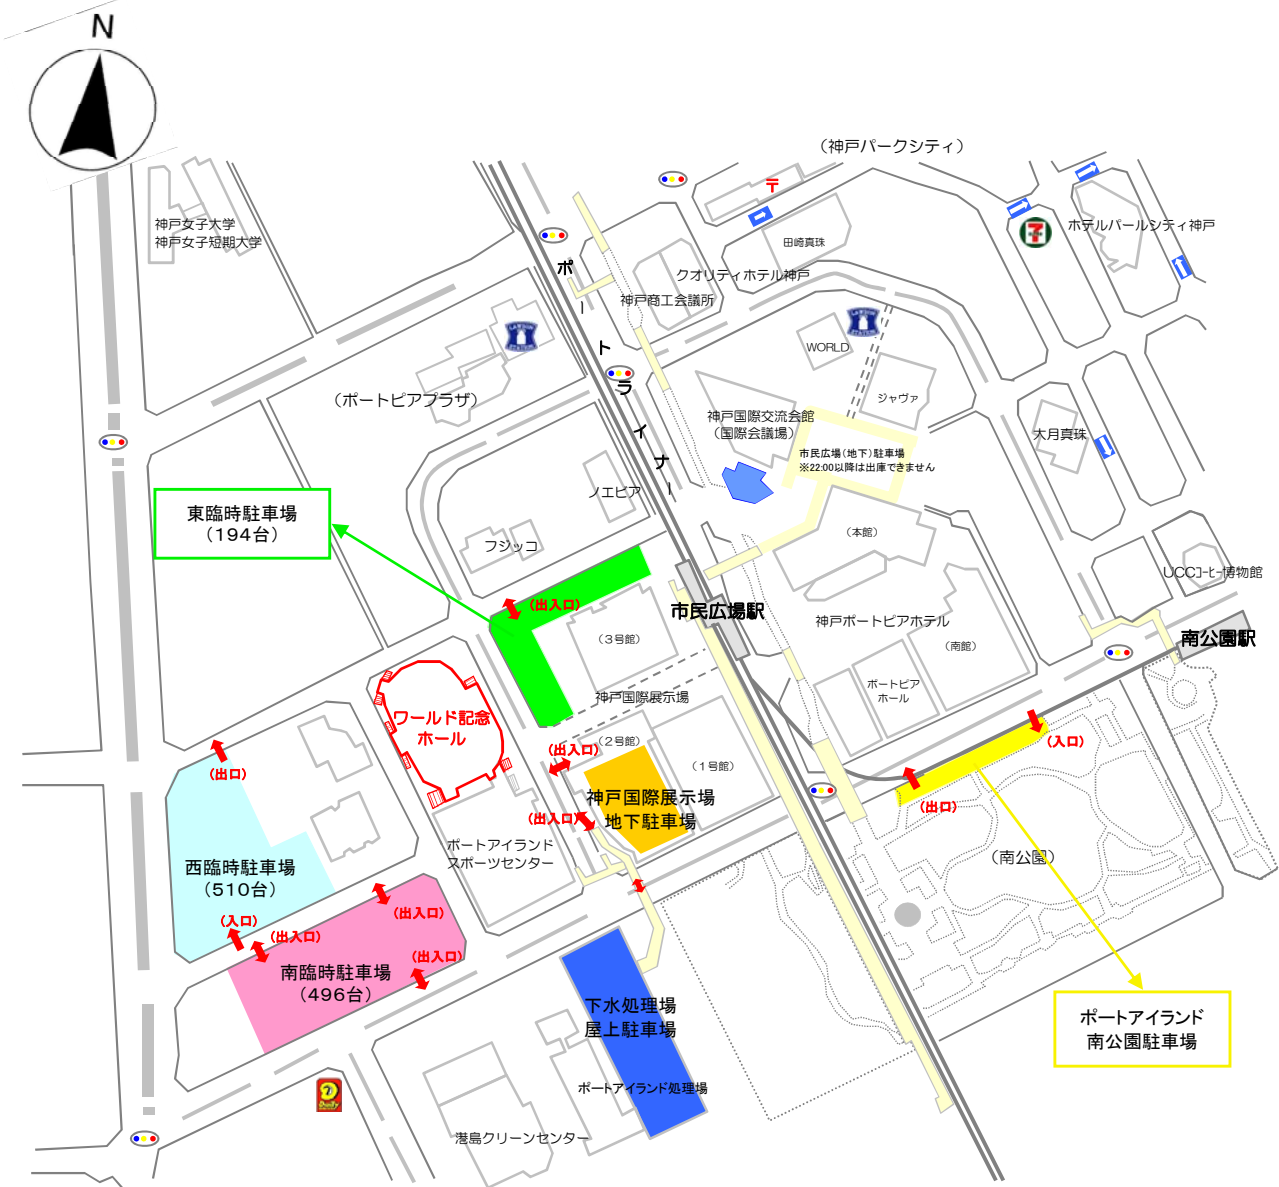 N
(神戸パークシティ)
〒
神戸女子大学
神戸女子短期大学
田崎真珠
7
ホテルパールシティ神戸
クオリティホテル神戸
神戸商工会議所
ポートライナー
LAWSON
STATION
LAWSON
STATION
WORLD
(ポートピアプラザ)
ジャヴァ
神戸国際交流会館
(国際会議場)
大月真珠
市民広場(地下)駐車場
※22:00以降は出庫できません
ノエビア
東臨時駐車場
(194台)
(本館)
フジッコ
UCCコーヒー博物館
(出入口)
市民広場駅
神戸ポートピアホテル
(3号館)
南公園駅
(南館)
ポートピア
ホール
神戸国際展示場
ワールド記念
ホール
(2号館)
(出入口)
(入口)
(1号館)
(出口)
神戸国際展示場
地下駐車場
(出入口)
(出口)
ポートアイランド
スポーツセンター
(南公園)
西臨時駐車場
(510台)
(入口)
(出入口)
(出入口)
(出入口)
南臨時駐車場
(496台)
下水処理場
屋上駐車場
ポートアイランド
南公園駐車場
ポートアイランド処理場
港島クリーンセンター